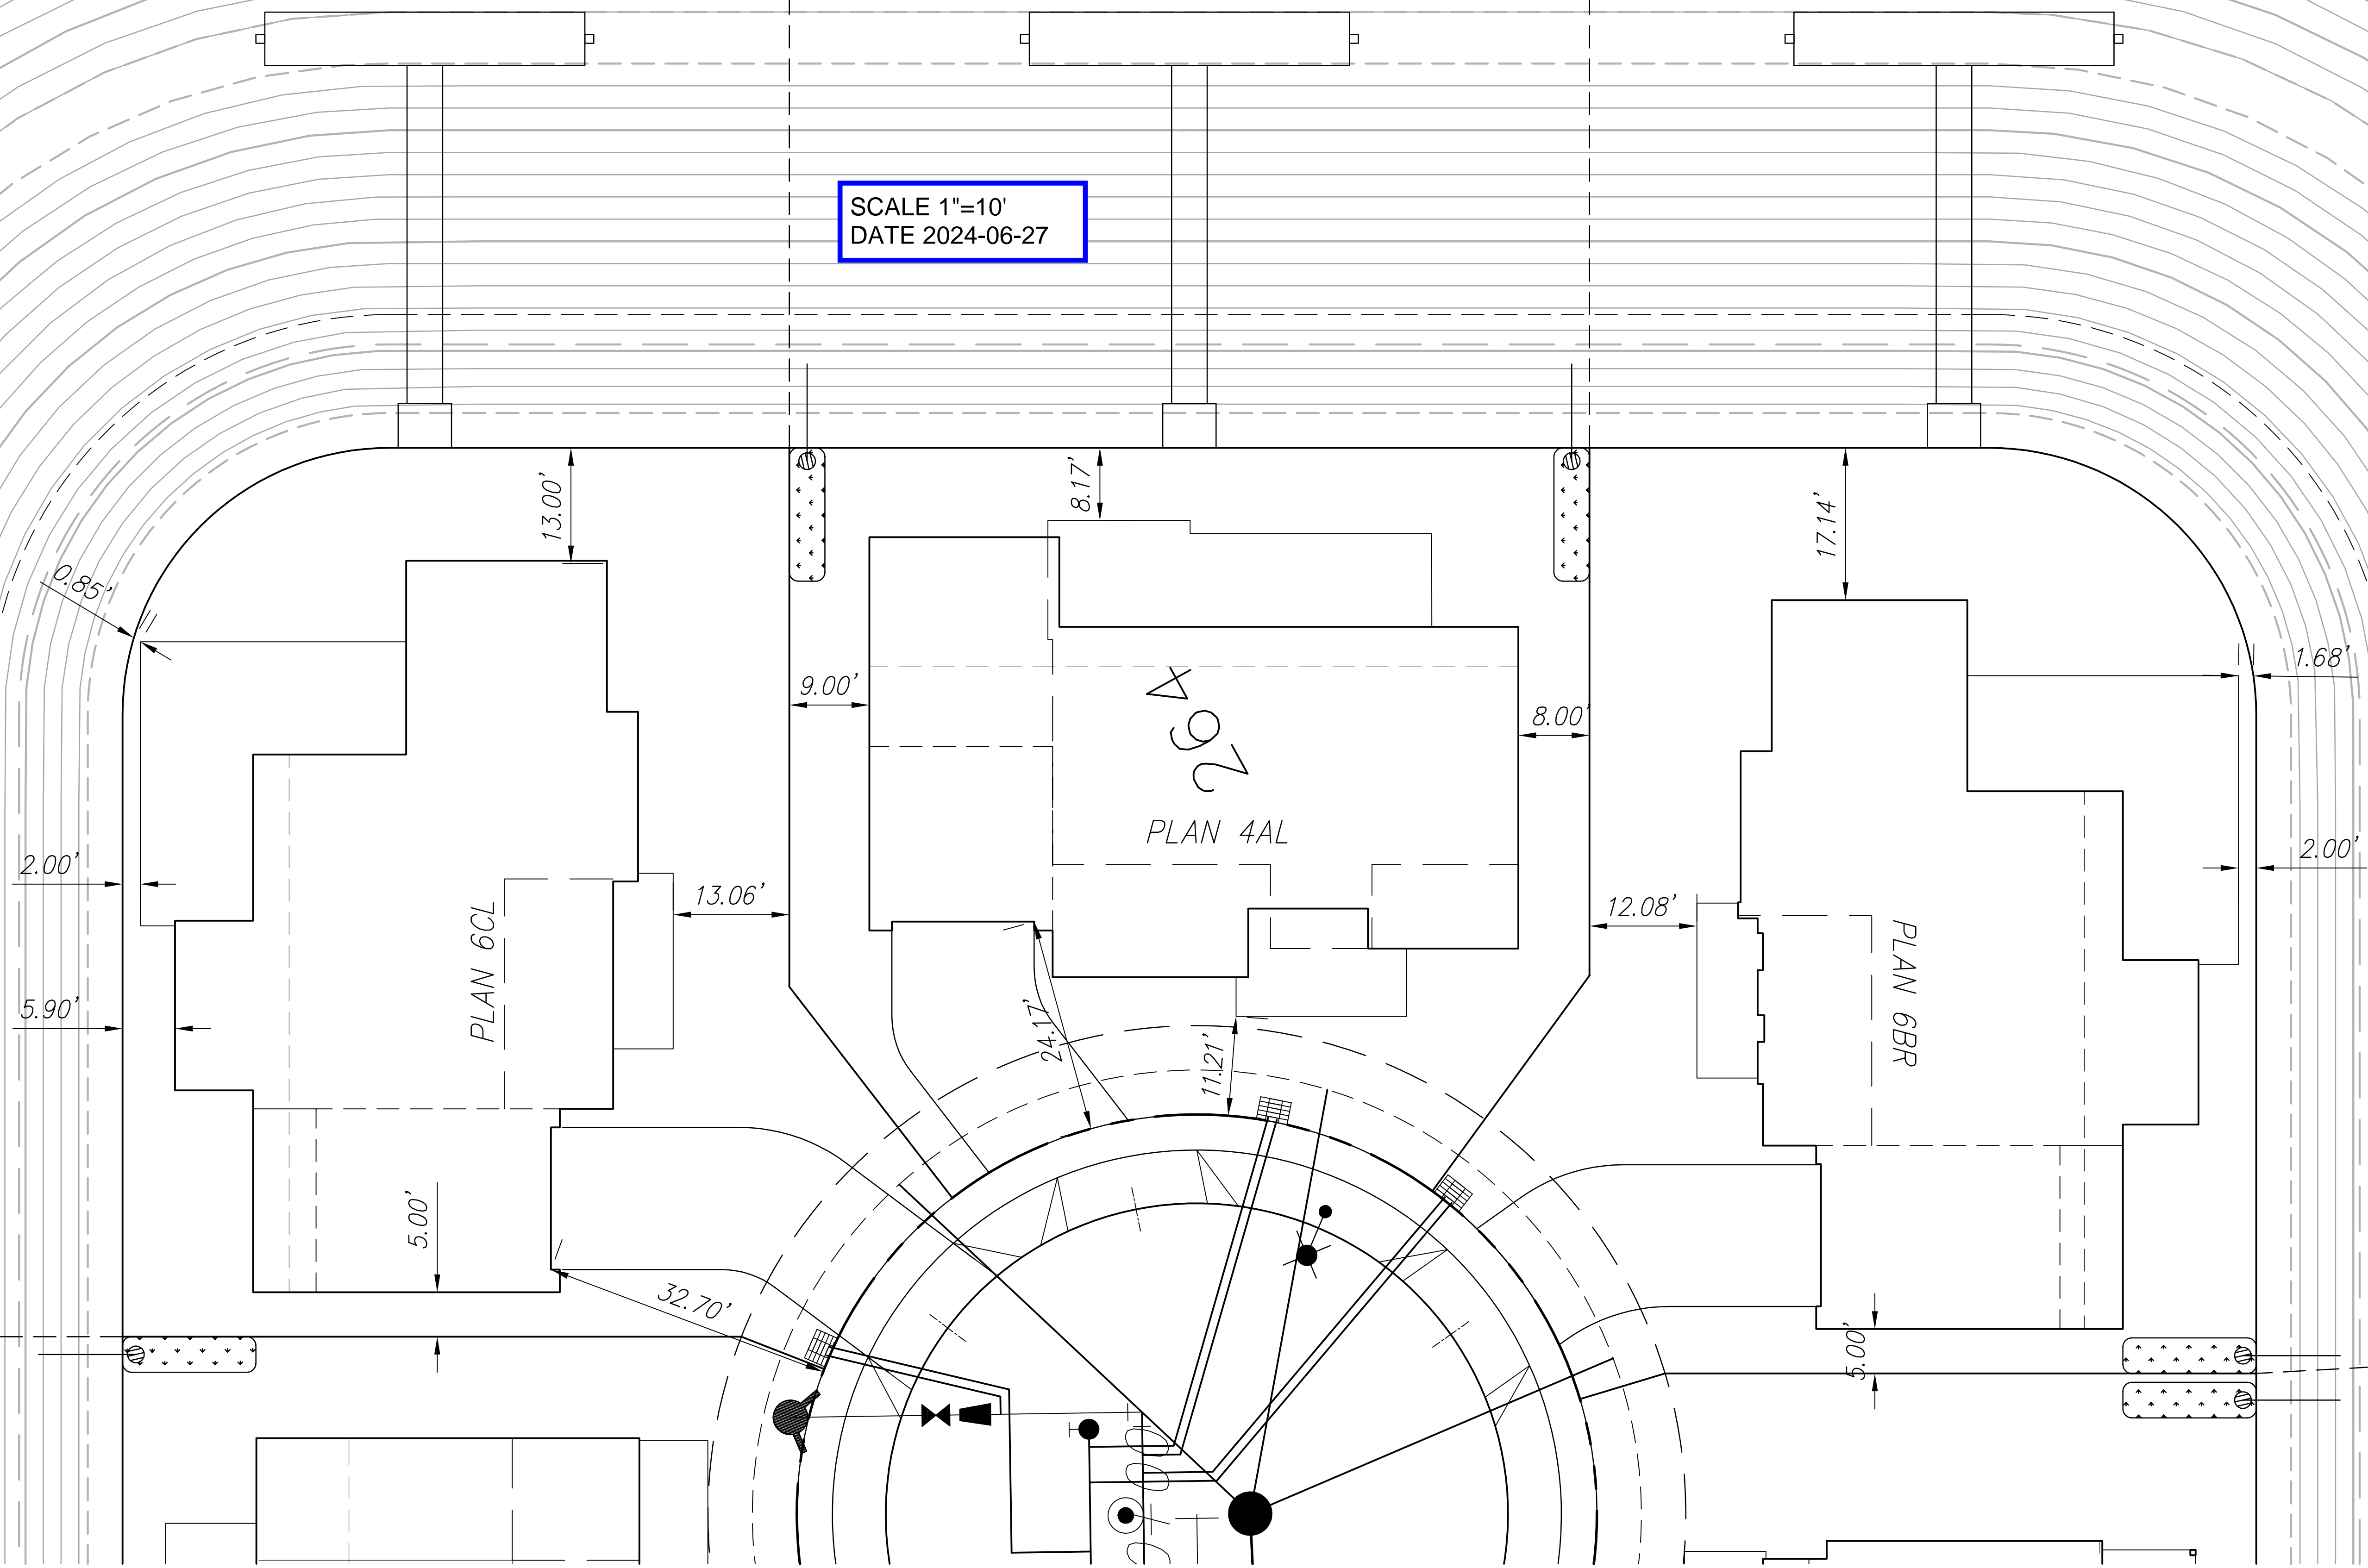 SCALE 1"=10'
DATE 2024-06-27
13.00'
8.17'
17.14'
0.85'
1.68'
9.00'
8.00'
26A
PLAN 4AL
2.00'
2.00'
13.06'
12.08'
PLAN 6CL
PLAN 6BR
5.90'
24.17'
11.21'
5.00'
32.70'
5.00'